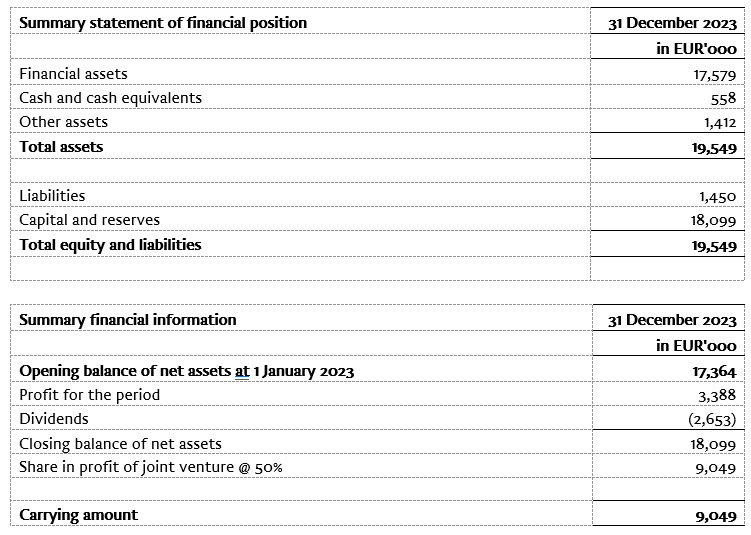 Summary statement of financial position 31 December 2023
in EUR'000
Financial assets 17,579
Cash and cash equivalents 558
Other assets 1,412
Total assets 19,549
Liabilities 1,450
Capital and reserves 18,099
Total equity and liabilities 19,549
Summary financial information 31 December 2023
in EUR'000
Opening balance of net assets at 1 January 2023 17,364
Profit for the period 3,388
Dividends (2,653)
Closing balance of net assets 18,099
Share in profit of joint venture @ 50% 9,049
Carrying amount 9,049